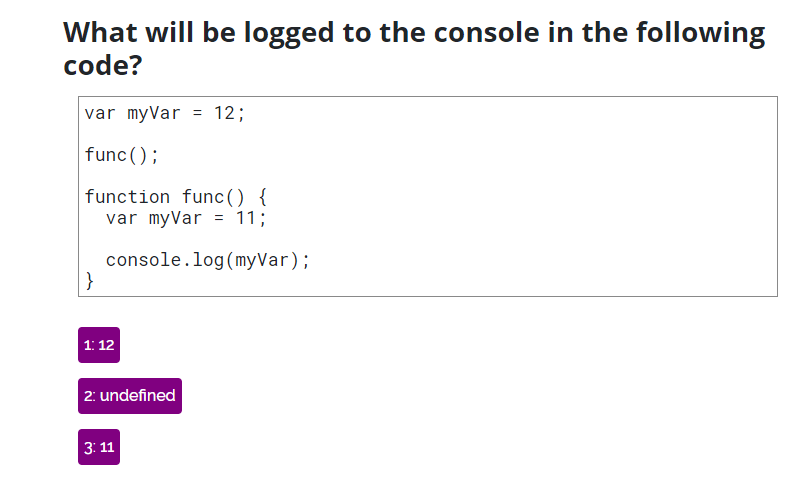 What will be logged to the console in the following
code?
var myVar = 12;
func();
function func() {
  var myVar = 11;
  console.log(myVar);
}
1: 12
2: undefined
3: 11